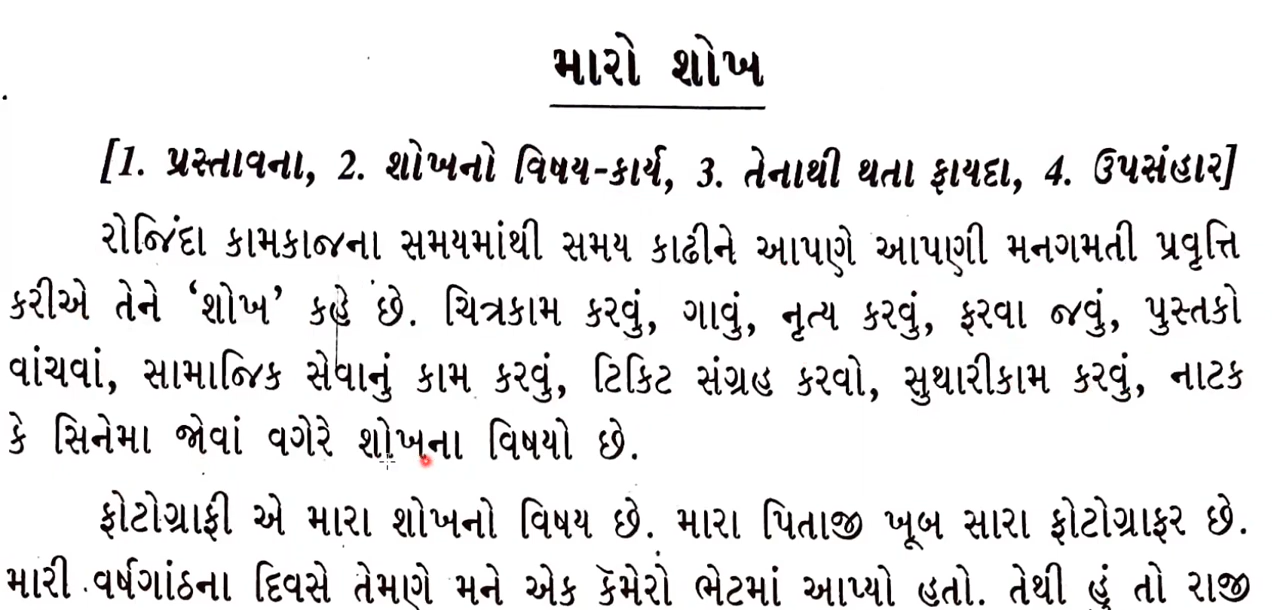 મારો શોખ
[1. પ્રસ્તાવના, 2. શોખનો વિષય-કાર્ય, 3. તેનાથી થતા ફાયદા, 4. ઉપસંહાર]
રોજિંદા કામકાજના સમયમાંથી સમય કાઢીને આપણે આપણી મનગમતી પ્રવૃત્તિ
કરીએ તેને ‘શોખ’ કહે છે. ચિત્રકામ કરવું, ગાવું, નૃત્ય કરવું, ફરવા જવું, પુસ્તકો
વાંચવાં, સામાજિક સેવાનું કામ કરવું, ટિકિટ સંગ્રહ કરવો, સુથારીકામ કરવું, નાટક
કે સિનેમા જોવાં વગેરે શોખના વિષયો છે.
ફોટોગ્રાફી એ મારા શોખનો વિષય છે. મારા પિતાજી ખૂબ સારા ફોટોગ્રાફર છે.
મારી વર્ષગાંઠના દિવસે તેમણે મને એક કૅમેરો ભેટમાં આપ્યો હતો. તેથી હું તો રાજી